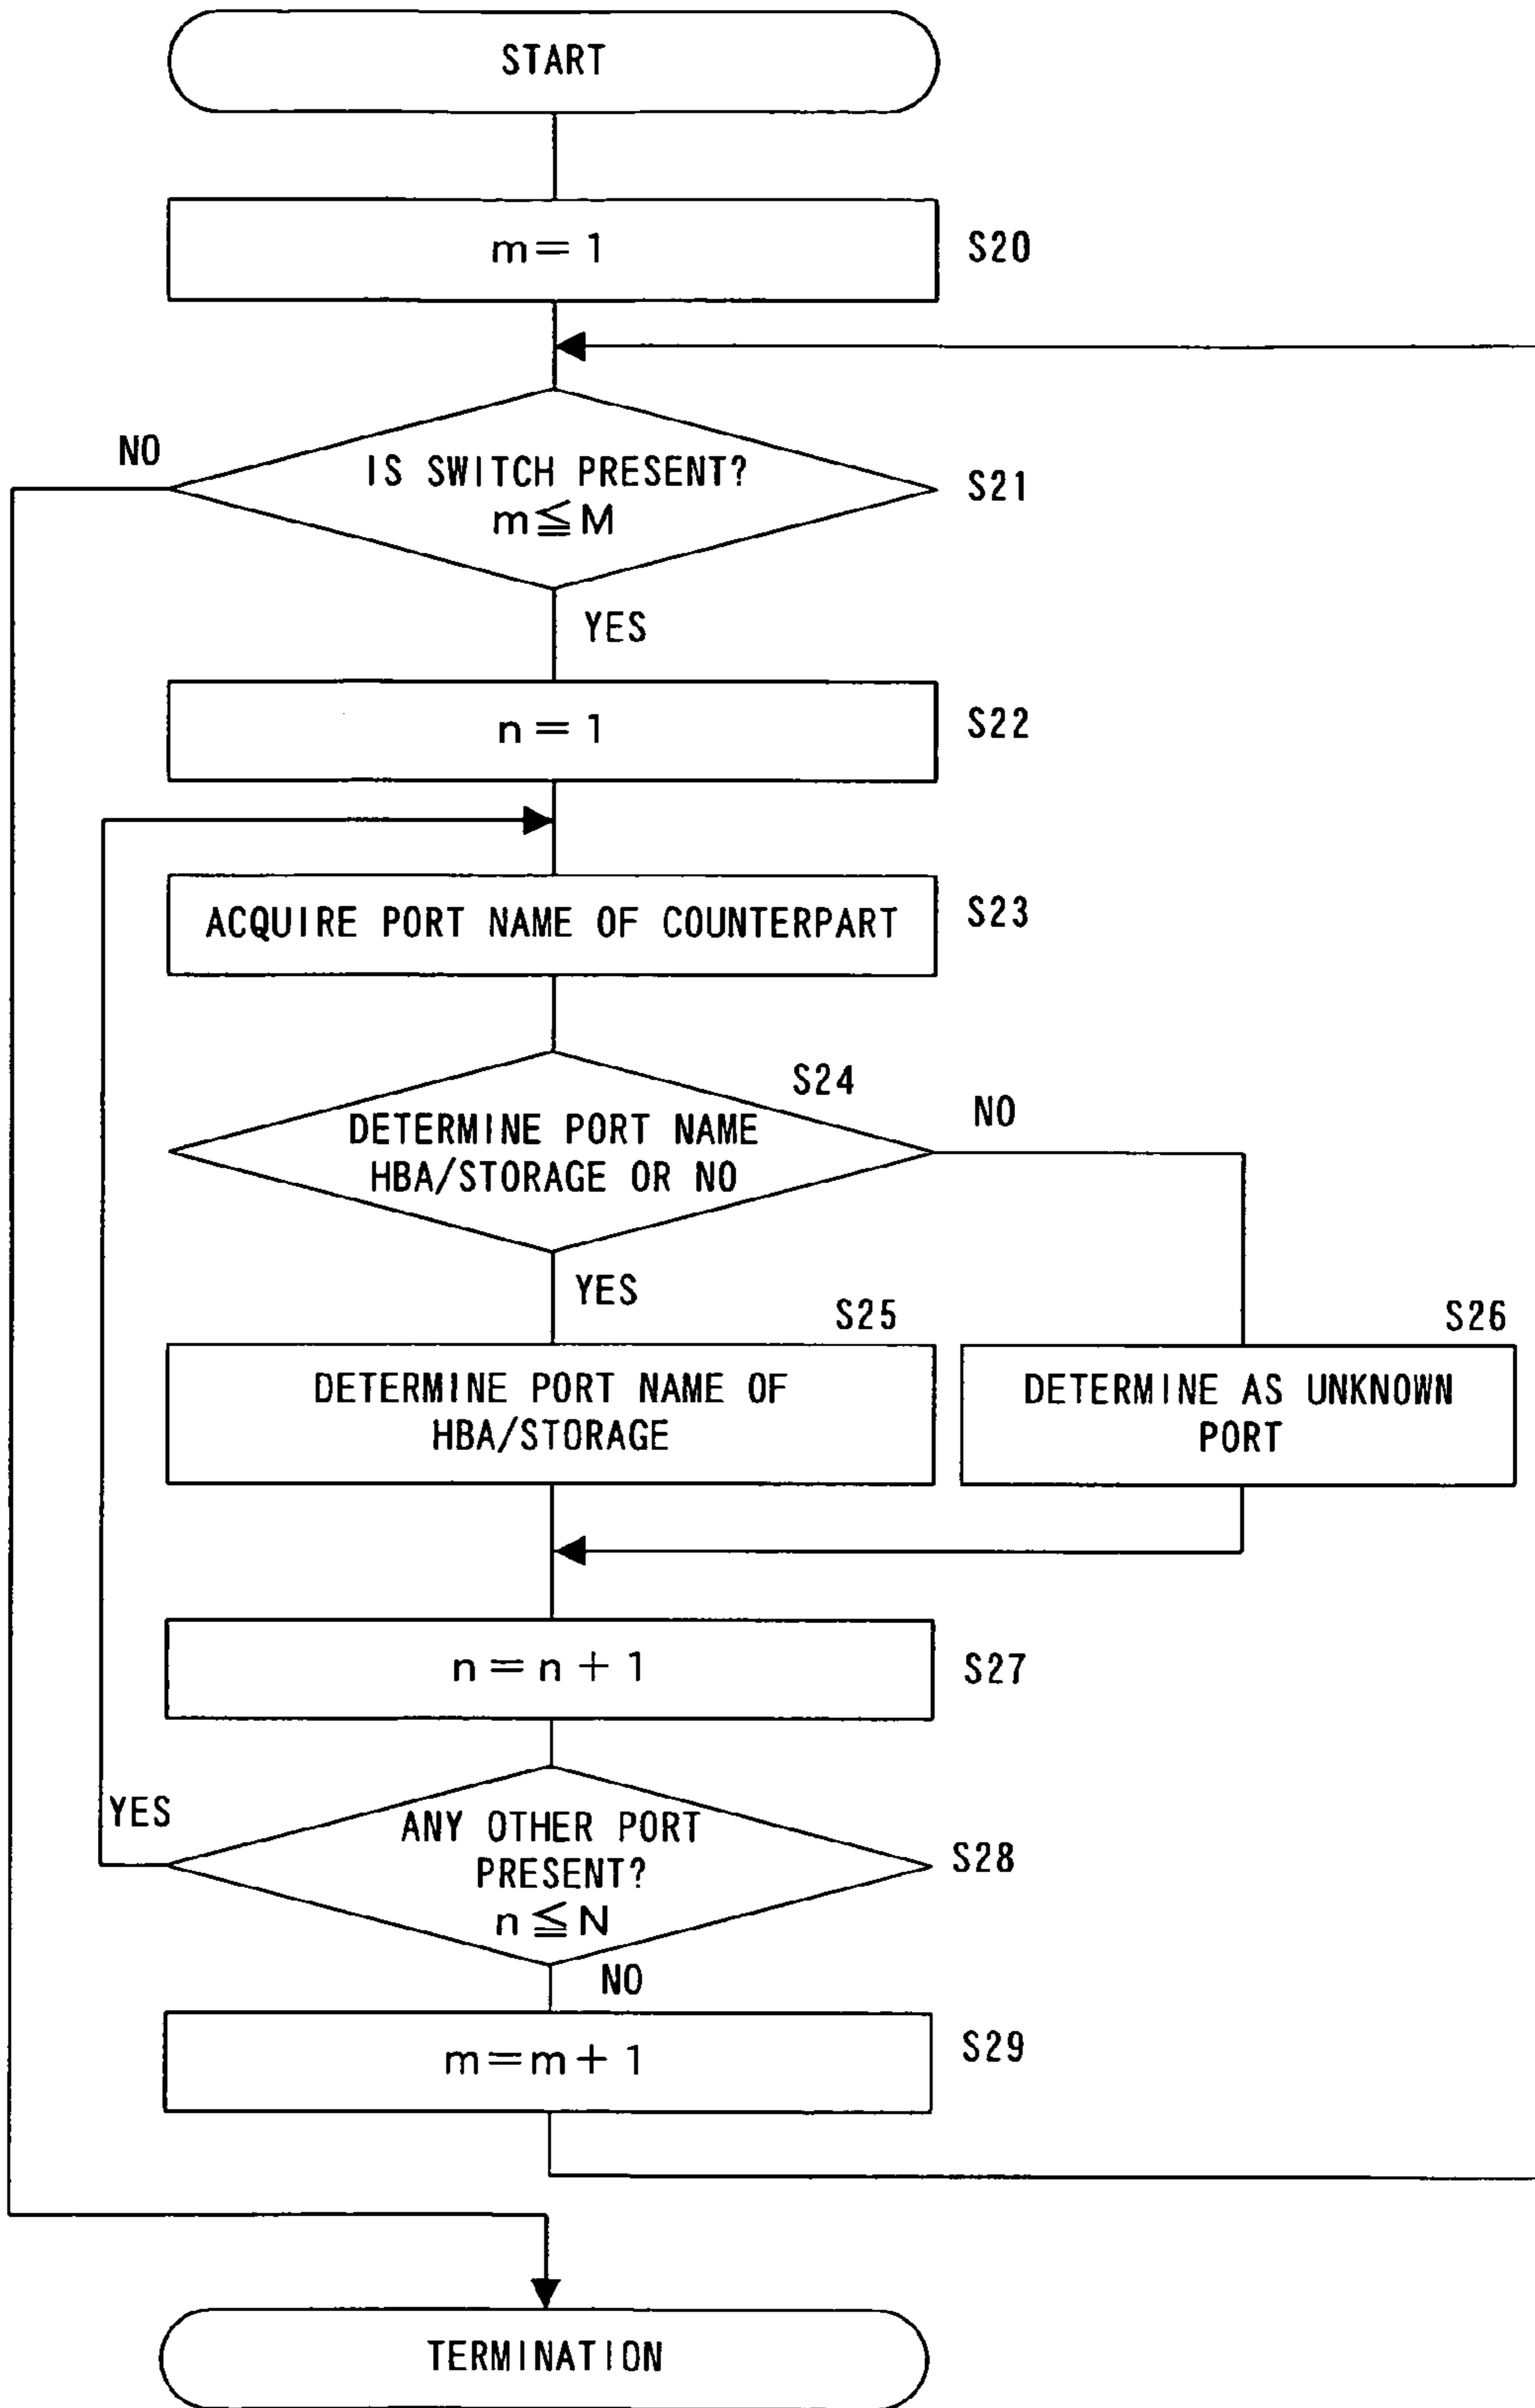 START
m=1
S20
NO
IS SWITCH PRESENT?
m≦M
S21
YES
n=1
S22
ACQUIRE PORT NAME OF COUNTERPART
S23
S24
DETERMINE PORT NAME
HBA/STORAGE OR NO
NO
YES
S25
DETERMINE PORT NAME OF
HBA/STORAGE
S26
DETERMINE AS UNKNOWN
PORT
n=n+1
S27
YES
ANY OTHER PORT
PRESENT?
n≦N
S28
NO
m=m+1
S29
TERMINATION